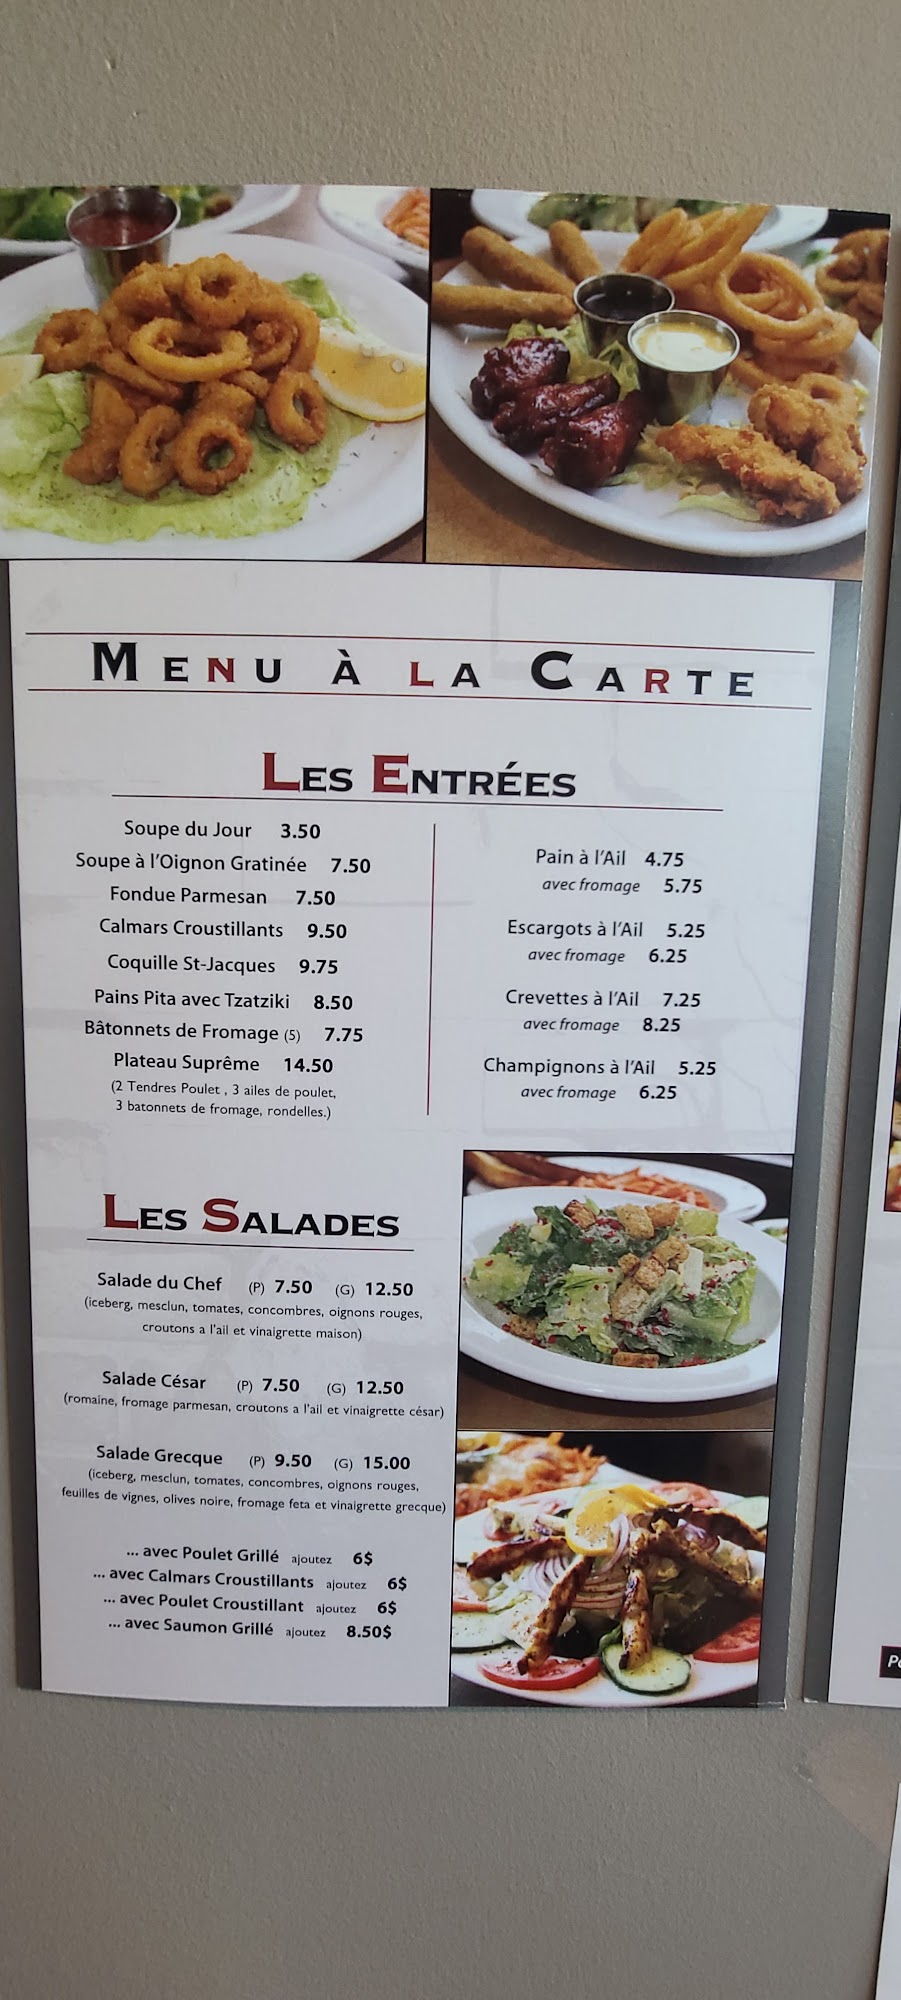 MENU À LA CARTE
LES ENTRÉES
Soupe du Jour 3.50
Soupe à l'Oignon Gratinée 7.50
Fondue Parmesan 7.50
Calmars Croustillants 9.50
Coquille St-Jacques 9.75
Pains Pita avec Tzatziki 8.50
Bâtonnets de Fromage (5) 7.75
Plateau Suprême 14.50
(2 Tendres Poulet , 3 ailes de poulet,
3 batonnets de fromage, rondelles.)
Pain à l'Ail 4.75
avec fromage 5.75
Escargots à l'Ail 5.25
avec fromage 6.25
Crevettes à l'Ail 7.25
avec fromage 8.25
Champignons à l'Ail 5.25
avec fromage 6.25
LES SALADES
Salade du Chef (P) 7.50 (G) 12.50
(iceberg, mesclun, tomates, concombres, oignons rouges,
croutons a l'ail et vinaigrette maison)
Salade César (P) 7.50 (G) 12.50
(romaine, fromage parmesan, croutons a l'ail et vinaigrette césar)
Salade Grecque (P) 9.50 (G) 15.00
(iceberg, mesclun, tomates, concombres, oignons rouges,
feuilles de vignes, olives noire, fromage feta et vinaigrette grecque)
... avec Poulet Grillé ajoutez 6$
... avec Calmars Croustillants ajoutez 6$
... avec Poulet Croustillant ajoutez 6$
... avec Saumon Grillé ajoutez 8.50$